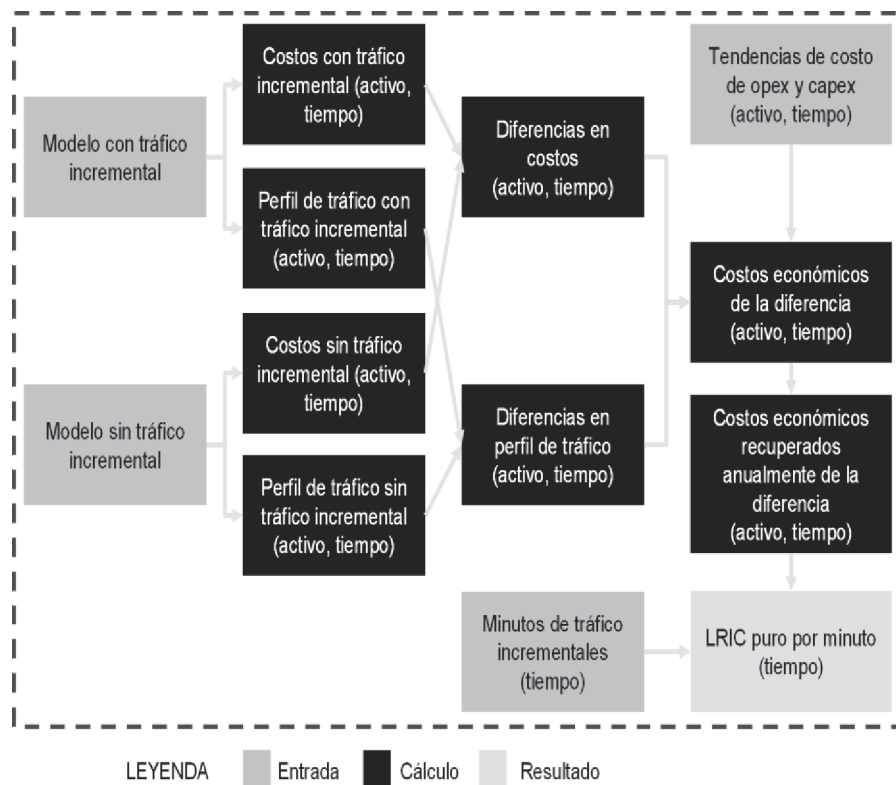 Modelo con tráfico
incremental
Modelo sin tráfico
incremental
Costos con tráfico
incremental (activo,
tiempo)
Perfil de tráfico con
tráfico incremental
(activo, tiempo)
Costos sin tráfico
incremental (activo,
tiempo)
Perfil de tráfico sin
tráfico incremental
(activo, tiempo)
Diferencias en
costos
(activo, tiempo)
Diferencias en
perfil de tráfico
(activo, tiempo)
Minutos de tráfico
incrementales
(tiempo)
Tendencias de costo
de opex y capex
(activo, tiempo)
Costos económicos
de la diferencia
(activo, tiempo)
Costos económicos
recuperados
anualmente de la
diferencia
(activo, tiempo)
LRIC puro por minuto
(tiempo)
LEYENDA Entrada Cálculo Resultado